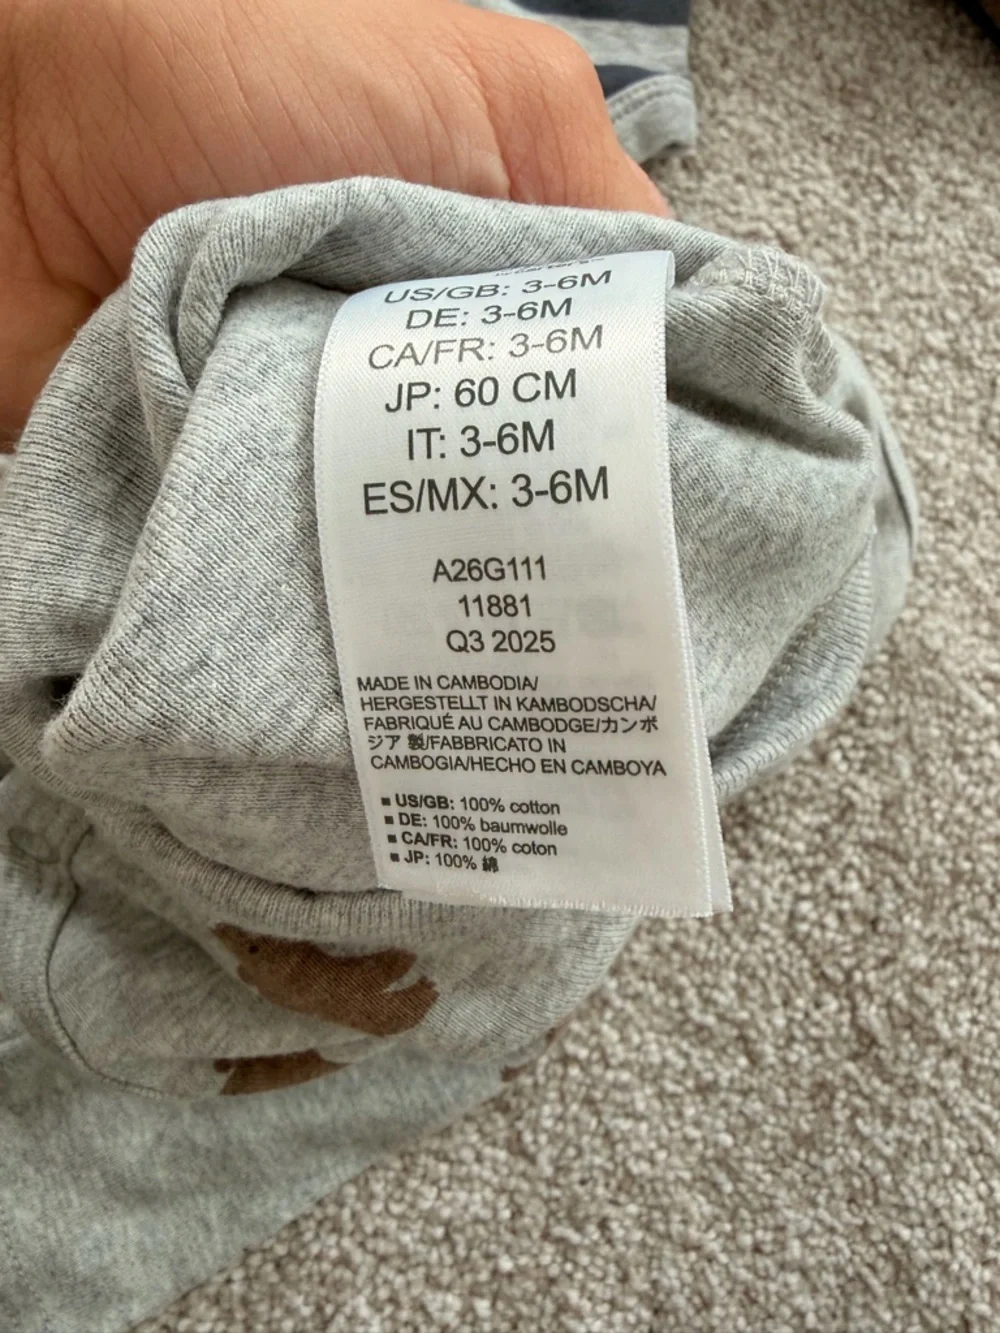 by carter's™
US/GB: 3-6M
DE: 3-6M
CA/FR: 3-6M
JP: 60 CM
IT: 3-6M
ES/MX: 3-6M
A26G111
11881
Q3 2025
MADE IN CAMBODIA/
HERGESTELLT IN KAMBODSCHA/
FABRIQUÉ AU CAMBODGE/カンボ
ジア 製/FABBRICATO IN
CAMBOGIA/HECHO EN CAMBOYA
▪ US/GB: 100% cotton
▪ DE: 100% baumwolle
▪ CA/FR: 100% coton
▪ JP: 100% 綿